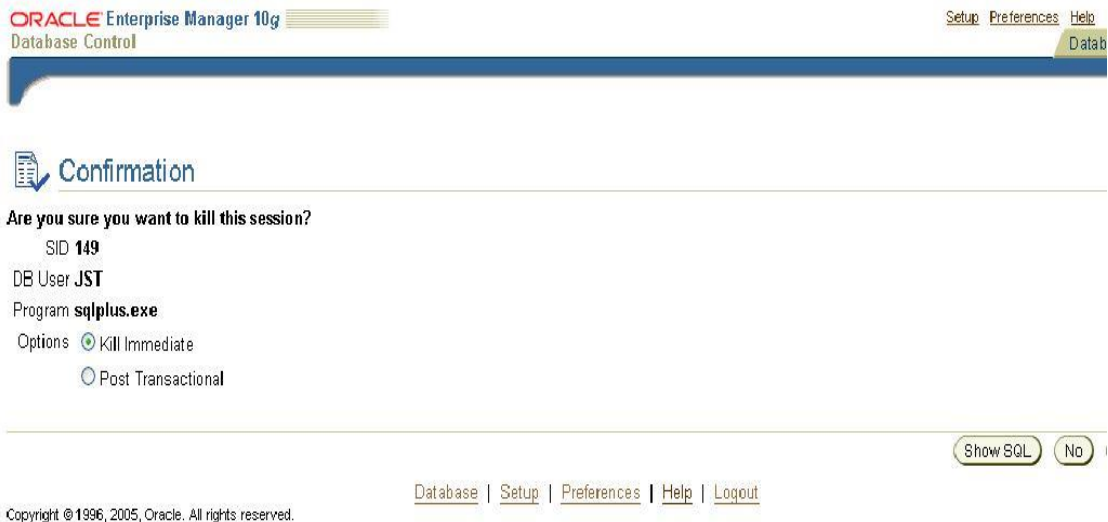 ORACLE Enterprise Manager 10g
Database Control
Setup Preferences Help
Confirmation
Are you sure you want to kill this session?
SID 149
DB User JST
Program sqlplus.exe
Options Kill Immediate
Post Transactional
Show SQL No
Database | Setup | Preferences | Help | Logout
Copyright © 1996, 2005, Oracle. All rights reserved.